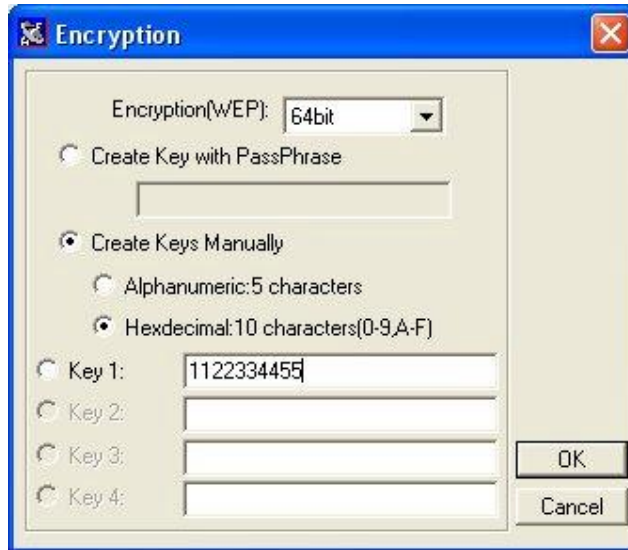 Encryption
Encryption(WEP): 64bit
Create Key with PassPhrase
Create Keys Manually
Alphanumeric:5 characters
Hexdecimal:10 characters(0-9,A-F)
Key 1: 1122334455
Key 2:
Key 3:
Key 4:
OK
Cancel